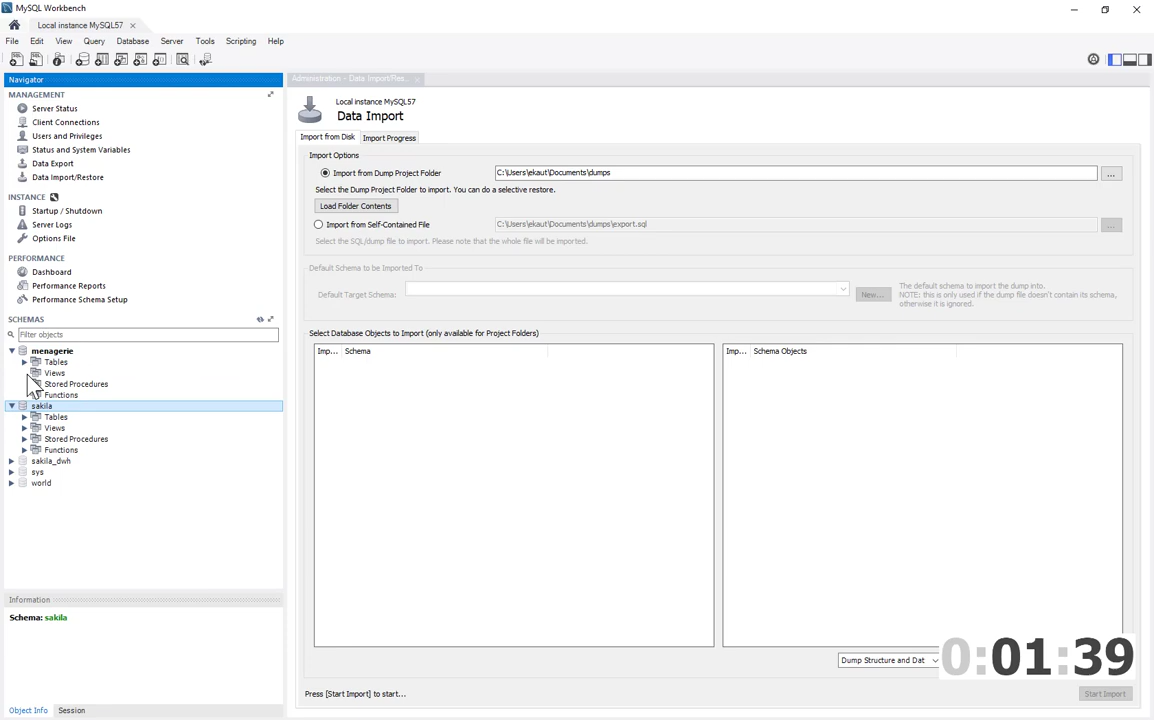 MySQL Workbench
Local instance MySQL57
File Edit View Query Database Server Tools Scripting Help
Navigator
MANAGEMENT
Server Status
Client Connections
Users and Privileges
Status and System Variables
Data Export
Data Import/Restore
INSTANCE
Startup / Shutdown
Server Logs
Options File
PERFORMANCE
Dashboard
Performance Reports
Performance Schema Setup
SCHEMAS
Filter objects
menagerie
Tables
Views
Stored Procedures
Functions
sakila
Tables
Views
Stored Procedures
Functions
sakila_dwh
sys
world
Information
Schema: sakila
Object Info Session
Administration - Data Import/Res...
Local instance MySQL57
Data Import
Import from Disk Import Progress
Import Options
Import from Dump Project Folder C:\Users\ekaut\Documents\dumps ...
Select the Dump Project Folder to import. You can do a selective restore.
Load Folder Contents
Import from Self-Contained File C:\Users\ekaut\Documents\dumps\export.sql ...
Select the SQL/dump file to import. Please note that the whole file will be imported.
Default Schema to be Imported To
Default Target Schema: New...
The default schema to import the dump into.
NOTE: this is only used if the dump file doesn't contain its schema,
otherwise it is ignored.
Select Database Objects to Import (only available for Project Folders)
Imp... Schema
Imp... Schema Objects
Dump Structure and Dat
0:01:39
Press [Start Import] to start...
Start Import